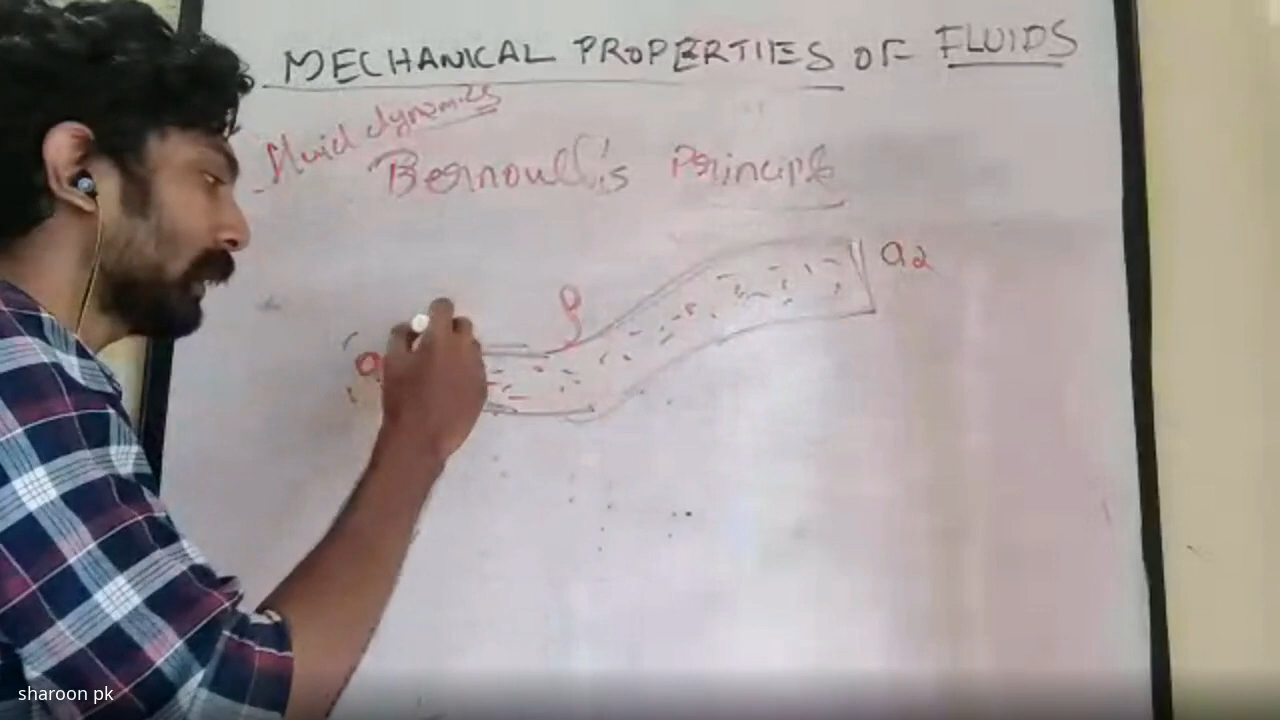 MECHANICAL PROPERTIES OF FLUIDS
fluid dynamics
Bernoulli's Principle
a2
ρ
a
sharoon pk